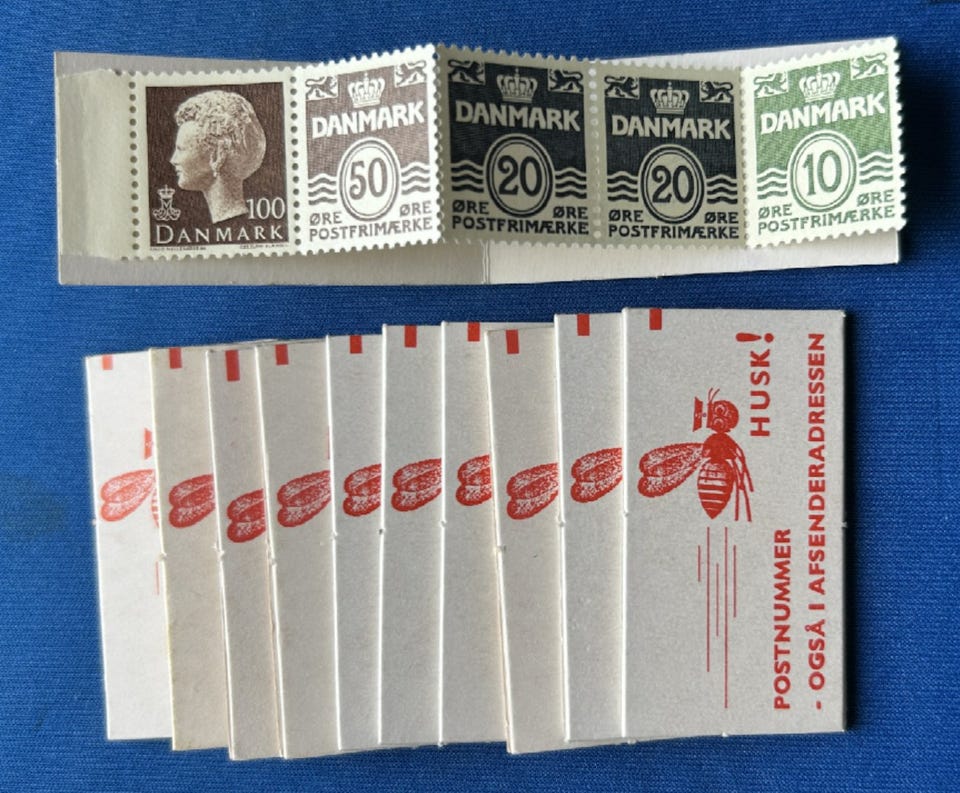 100
DANMARK
DANMARK
50
ØRE ØRE
POSTFRIMÆRKE
DANMARK
20
ØRE ØRE
POSTFRIMÆRKE
DANMARK
20
ØRE ØRE
POSTFRIMÆRKE
DANMARK
10
ØRE ØRE
POSTFRIMÆRKE
HUSK!
POSTNUMMER
- OGSÅ I AFSENDERADRESSEN